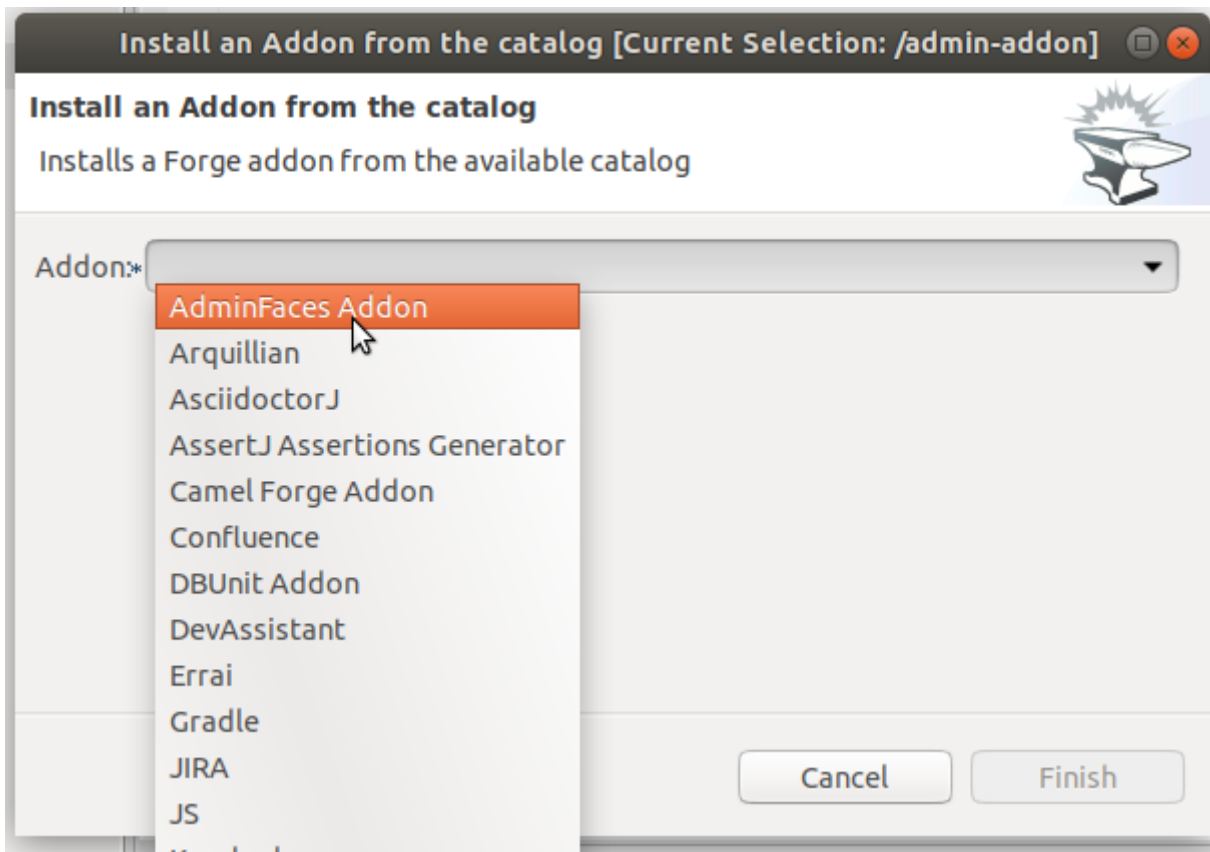 Install an Addon from the catalog [Current Selection: /admin-addon]
Install an Addon from the catalog
Installs a Forge addon from the available catalog
Addon:*
AdminFaces Addon
Arquillian
AsciidoctorJ
AssertJ Assertions Generator
Camel Forge Addon
Confluence
DBUnit Addon
DevAssistant
Errai
Gradle
JIRA
JS
Cancel
Finish